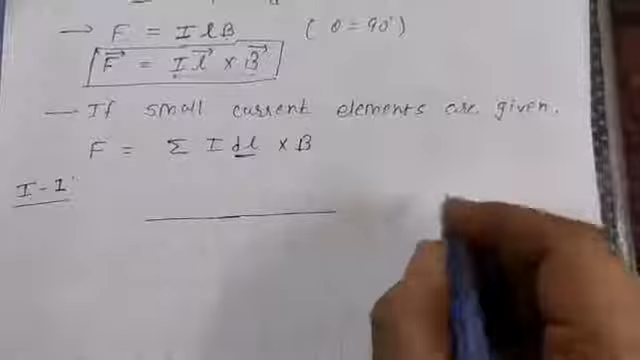 → F = I l B ( θ = 90° )
F⃗ = I l⃗ × B⃗
— If small current elements are given.
F = Σ I dl × B
I - I